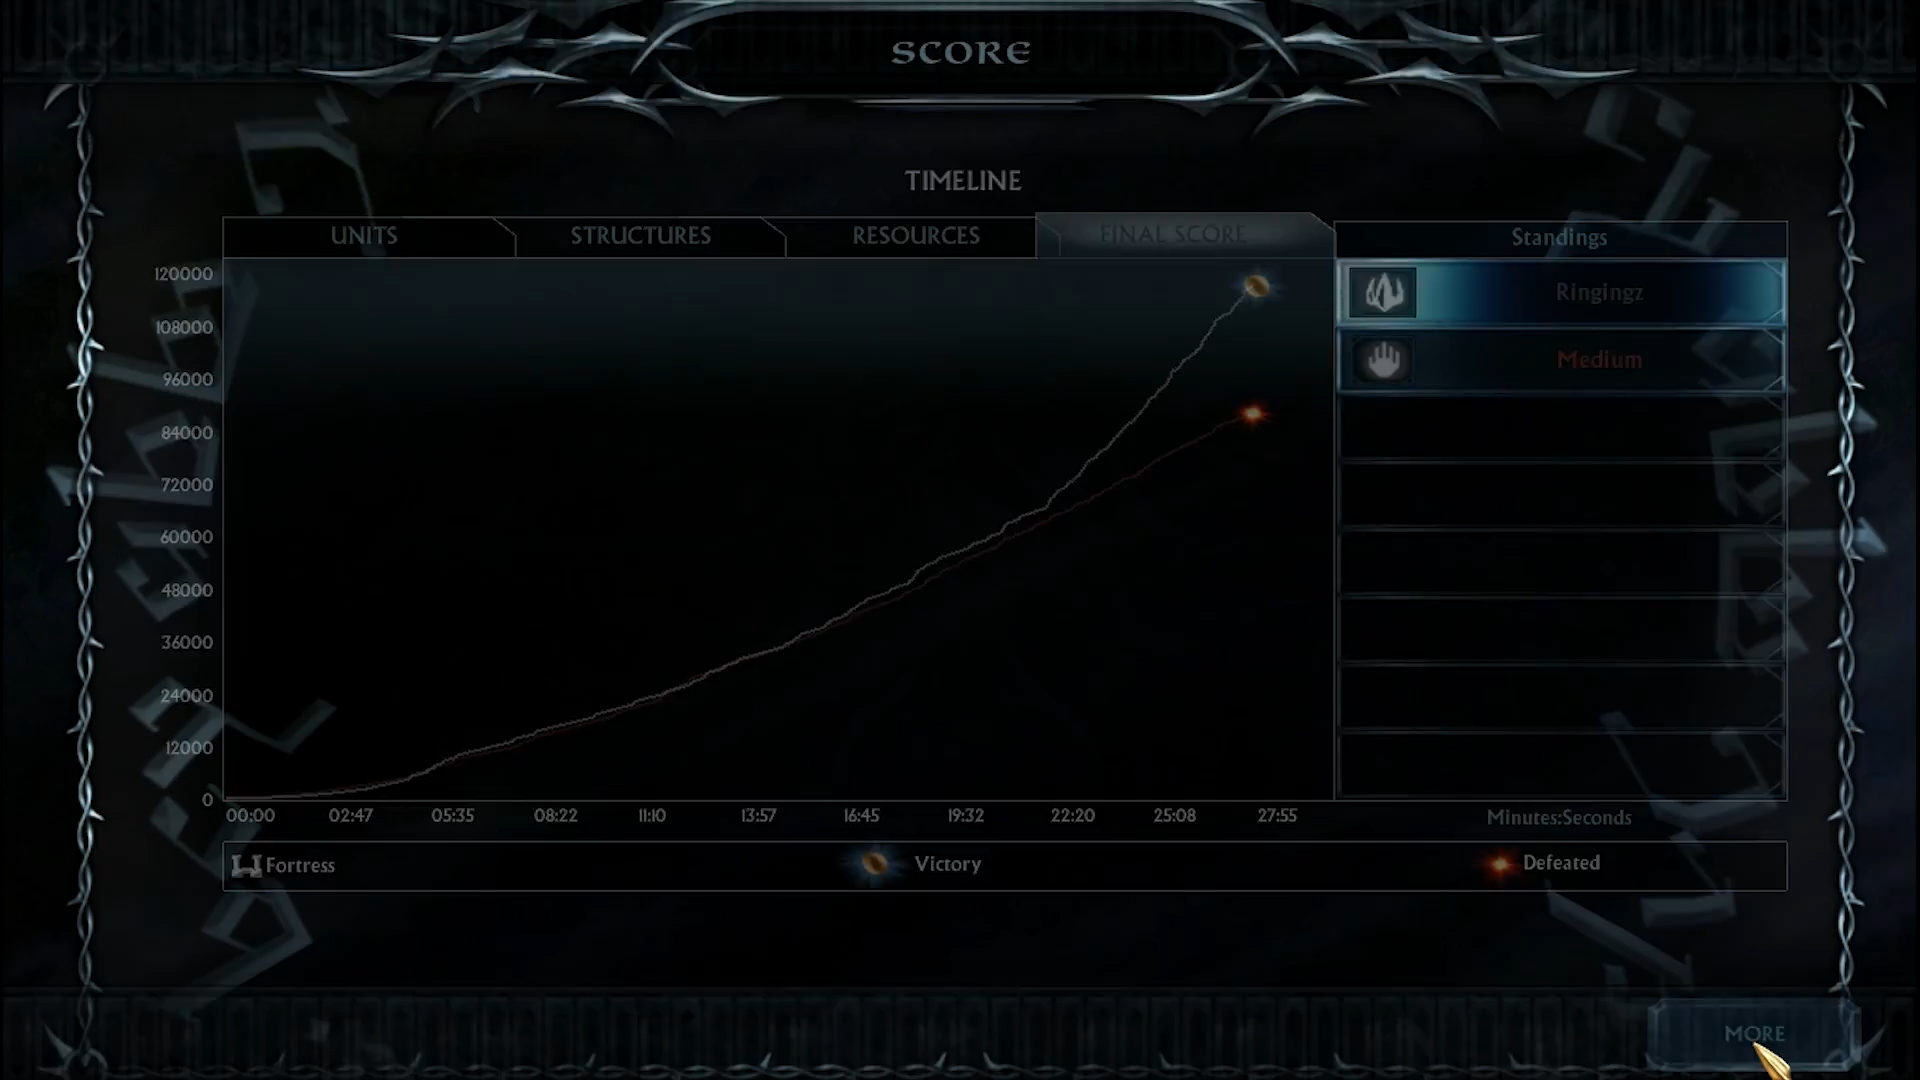 SCORE
TIMELINE
UNITS STRUCTURES RESOURCES FINAL SCORE Standings
120000
108000
96000
84000
72000
60000
48000
36000
24000
12000
0
Ringingz
Medium
00:00 02:47 05:35 08:22 11:10 13:57 16:45 19:32 22:20 25:08 27:55 Minutes:Seconds
Fortress Victory Defeated
MORE